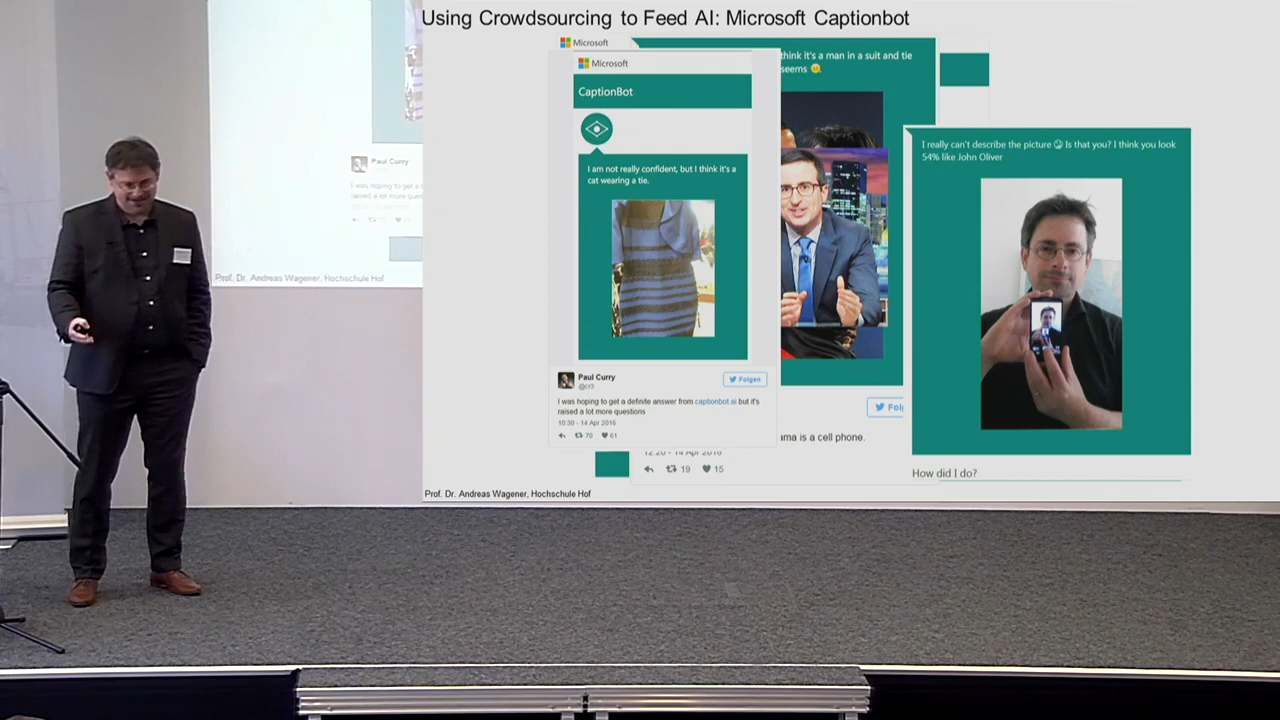 Using Crowdsourcing to Feed AI: Microsoft Captionbot
Microsoft
Microsoft
CaptionBot
I am not really confident, but I think it's a
cat wearing a tie.
Paul Curry
@cr3
Folgen
I was hoping to get a definite answer from captionbot.ai but it's
raised a lot more questions
10:30 - 14 Apr 2016
70 61
think it's a man in a suit and tie
seems
ma is a cell phone.
12:20 - 14 Apr 2016
19 15
I really can't describe the picture Is that you? I think you look
54% like John Oliver
How did I do?
Prof. Dr. Andreas Wagener, Hochschule Hof
Paul Curry
I was hoping to get a
raised a lot more ques
Prof. Dr. Andreas Wagener, Hochschule Hof